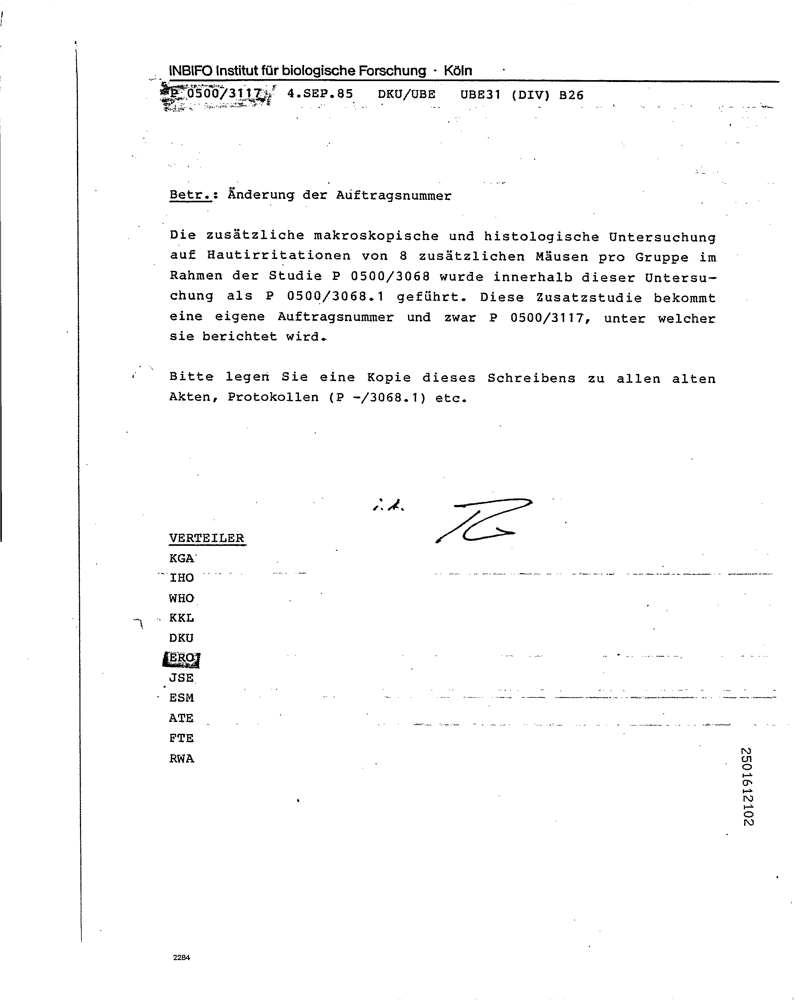 INBIFO Institut für biologische Forschung · Köln
P 0500/3117 4.SEP.85 DKU/UBE UBE31 (DIV) B26
Betr.: Änderung der Auftragsnummer
Die zusätzliche makroskopische und histologische Untersuchung
auf Hautirritationen von 8 zusätzlichen Mäusen pro Gruppe im
Rahmen der Studie P 0500/3068 wurde innerhalb dieser Untersu-
chung als P 0500/3068.1 geführt. Diese Zusatzstudie bekommt
eine eigene Auftragsnummer und zwar P 0500/3117, unter welcher
sie berichtet wird.
Bitte legen Sie eine Kopie dieses Schreibens zu allen alten
Akten, Protokollen (P -/3068.1) etc.
VERTEILER
KGA
IHO
WHO
KKL
DKU
ERO
JSE
ESM
ATE
FTE
RWA
2501612102
2284